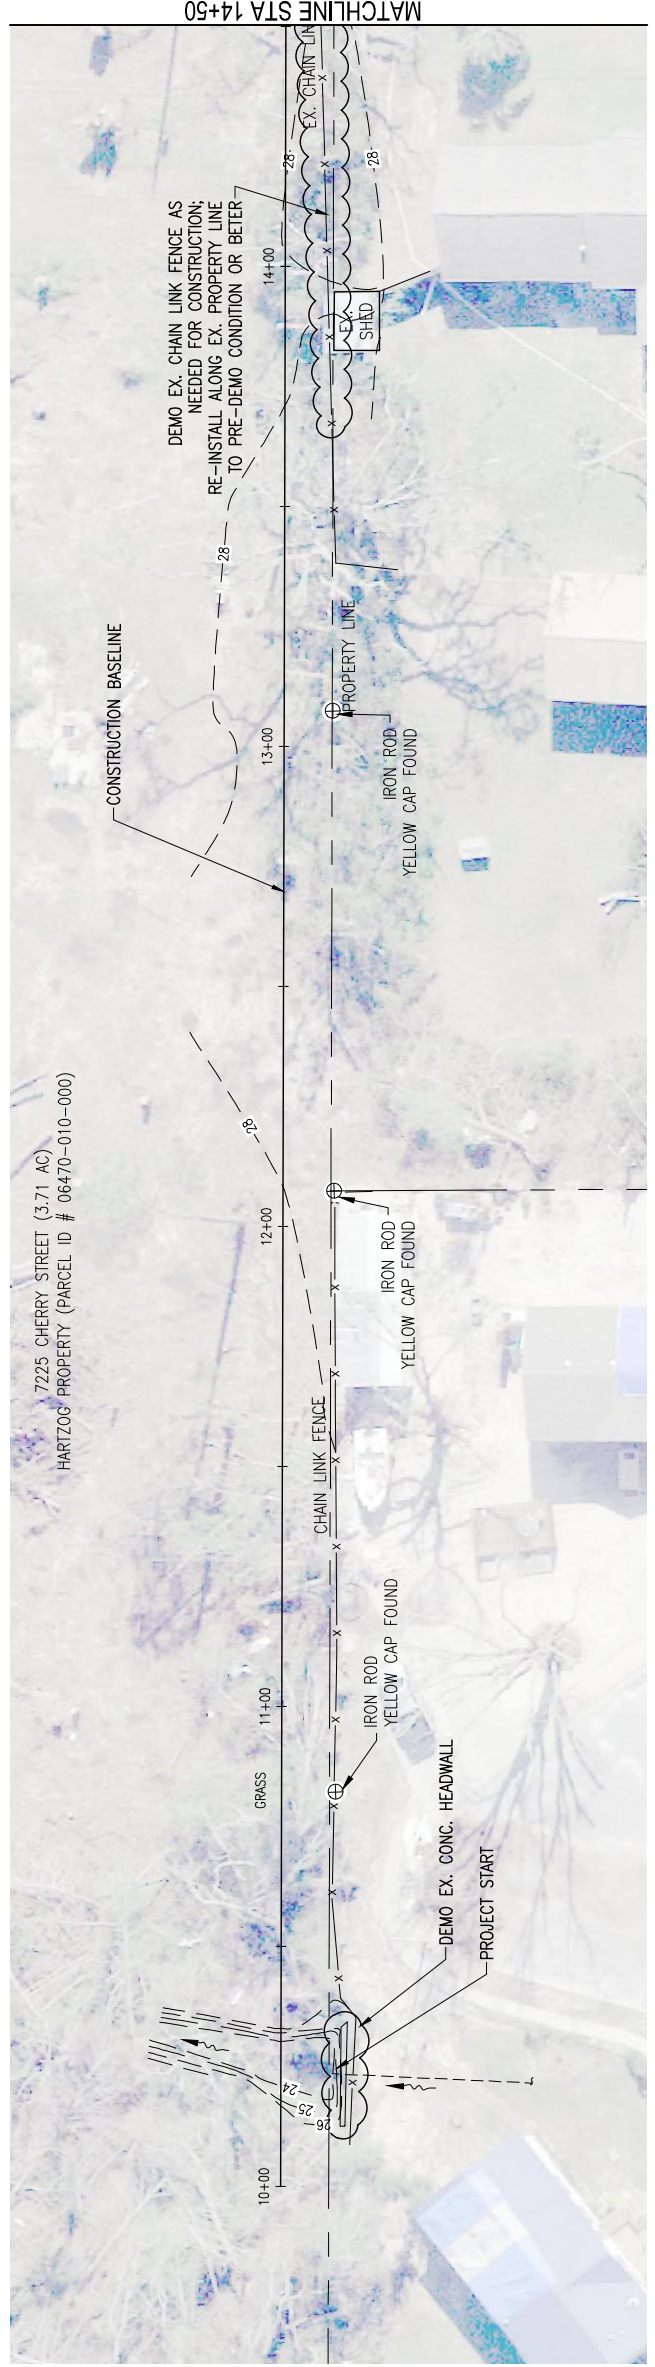 MATCHLINE STA 14+50
EX. CHAIN LIN
28
28
DEMO EX. CHAIN LINK FENCE AS
NEEDED FOR CONSTRUCTION;
RE-INSTALL ALONG EX. PROPERTY LINE
TO PRE-DEMO CONDITION OR BETER
14+00
EX.
SHED
28
CONSTRUCTION BASELINE
PROPERTY LINE
13+00
IRON ROD
YELLOW CAP FOUND
7225 CHERRY STREET (3.71 AC)
HARTZOG PROPERTY (PARCEL ID # 06470-010-000)
28
12+00
IRON ROD
YELLOW CAP FOUND
CHAIN LINK FENCE
11+00
IRON ROD
YELLOW CAP FOUND
GRASS
DEMO EX. CONC. HEADWALL
PROJECT START
24
25
26
10+00